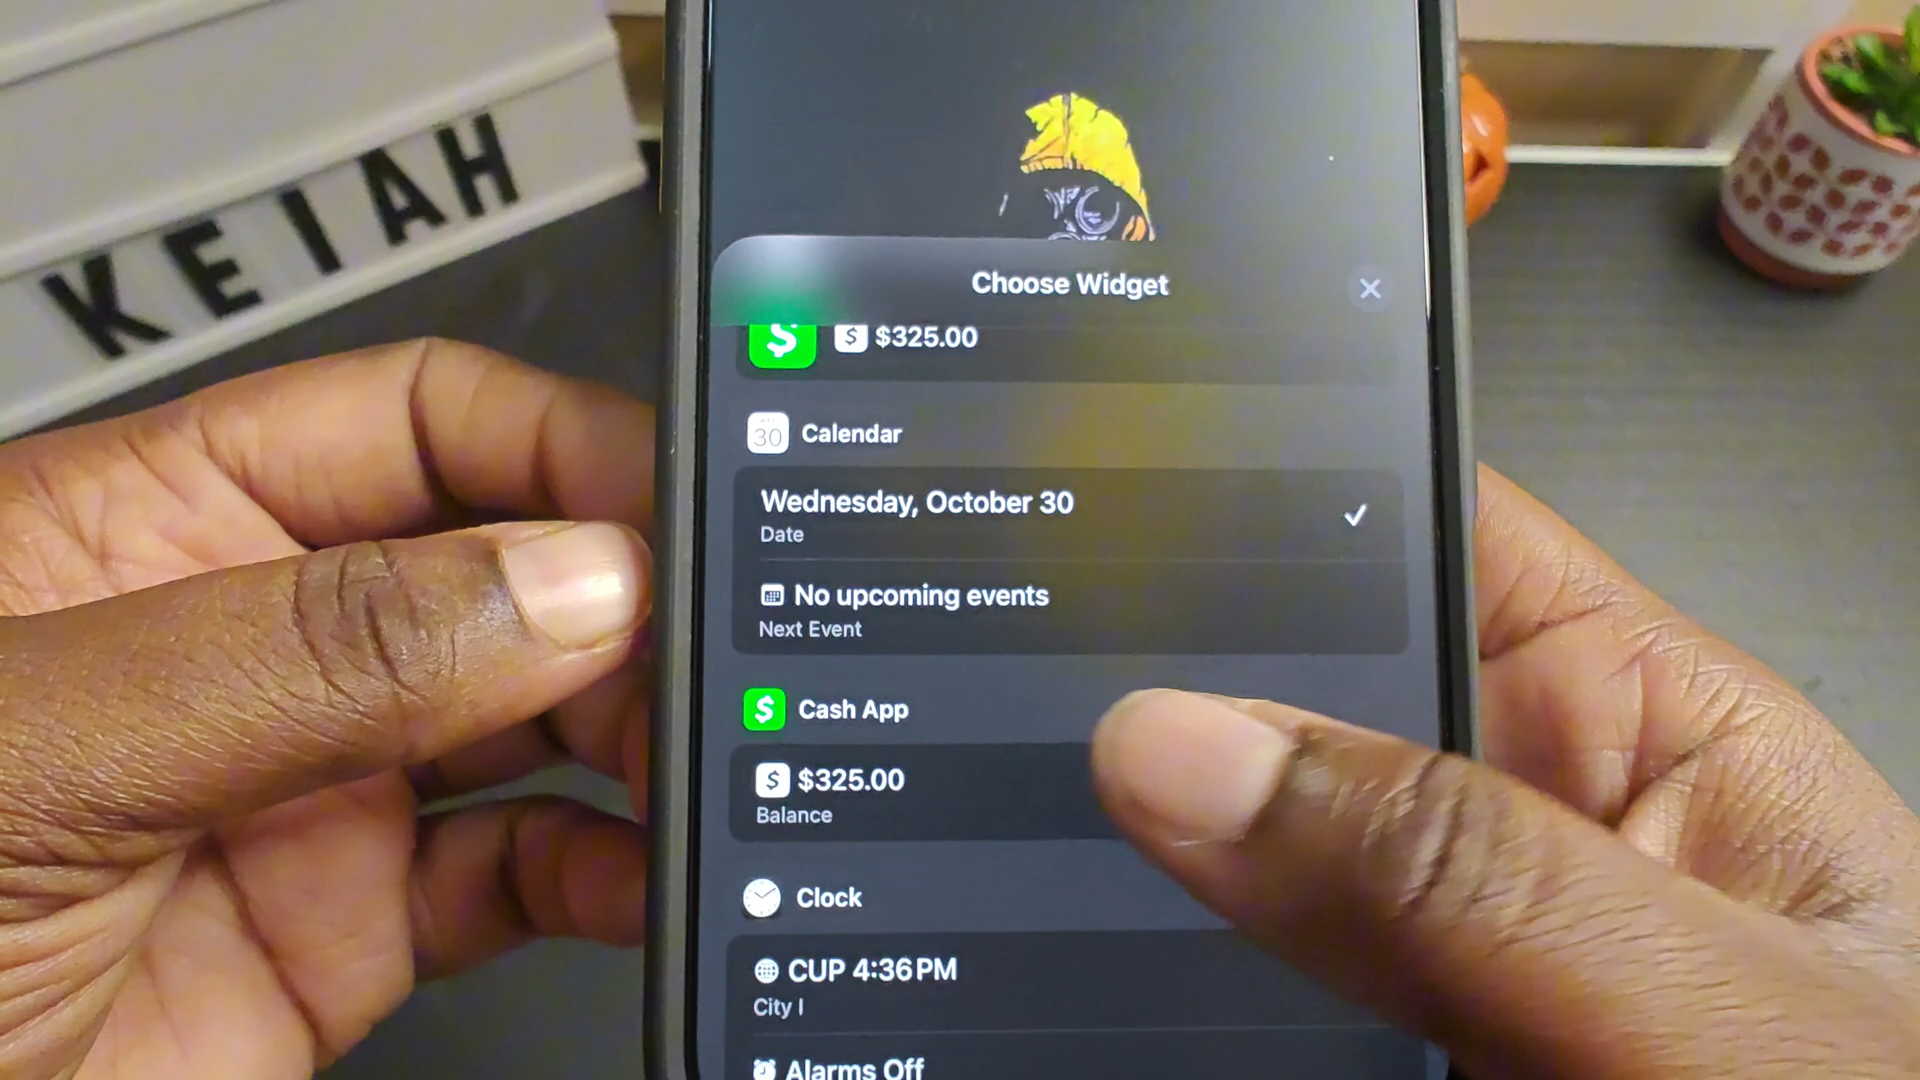 KEIAH
Choose Widget
$ $325.00
30 Calendar
Wednesday, October 30
Date
No upcoming events
Next Event
$ Cash App
$ $325.00
Balance
Clock
CUP 4:36 PM
City
Alarms Off